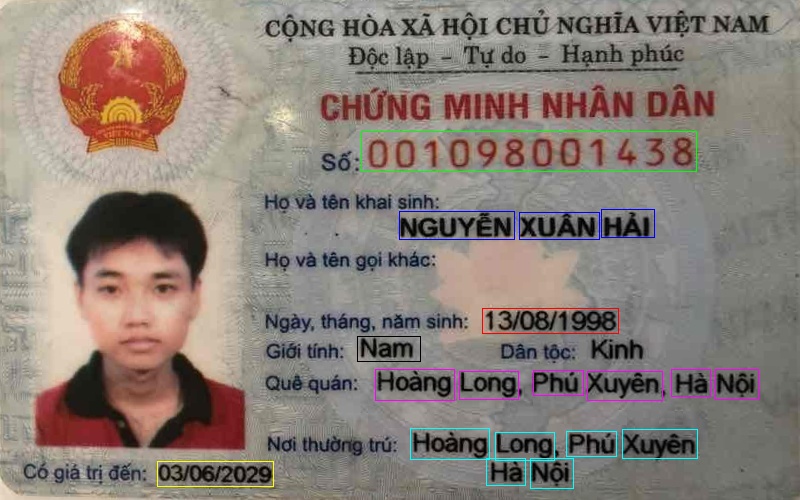 CỘNG HÒA XÃ HỘI CHỦ NGHĨA VIỆT NAM
Độc lập - Tự do - Hạnh phúc
CHỨNG MINH NHÂN DÂN
Số: 001098001438
Họ và tên khai sinh:
NGUYỄN XUÂN HẢI
Họ và tên gọi khác:
Ngày, tháng, năm sinh: 13/08/1998
Giới tính: Nam Dân tộc: Kinh
Quê quán: Hoàng Long, Phú Xuyên, Hà Nội
Nơi thường trú: Hoàng Long, Phú Xuyên
Hà Nội
Có giá trị đến: 03/06/2029
VIỆT NAM